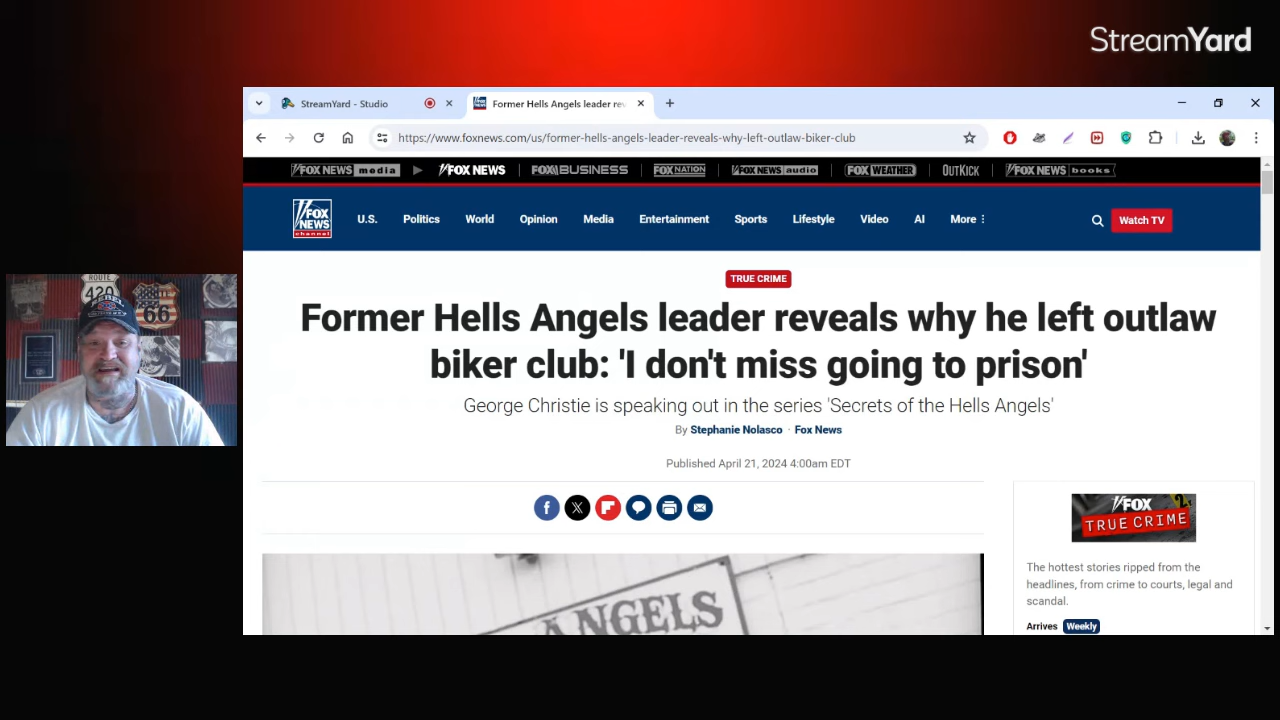 StreamYard
StreamYard - Studio
Former Hells Angels leader rev
https://www.foxnews.com/us/former-hells-angels-leader-reveals-why-left-outlaw-biker-club
FOX NEWS media
FOX NEWS
FOX BUSINESS
FOX NATION
FOX NEWS audio
FOX WEATHER
OUTKICK
FOX NEWS books
FOX NEWS channel
U.S.
Politics
World
Opinion
Media
Entertainment
Sports
Lifestyle
Video
AI
More
Watch TV
TRUE CRIME
Former Hells Angels leader reveals why he left outlaw
biker club: 'I don't miss going to prison'
George Christie is speaking out in the series 'Secrets of the Hells Angels'
By Stephanie Nolasco · Fox News
Published April 21, 2024 4:00am EDT
FOX
TRUE CRIME
The hottest stories ripped from the
headlines, from crime to courts, legal and
scandal.
Arrives Weekly
ANGELS
ROUTE
420
66
REBEL